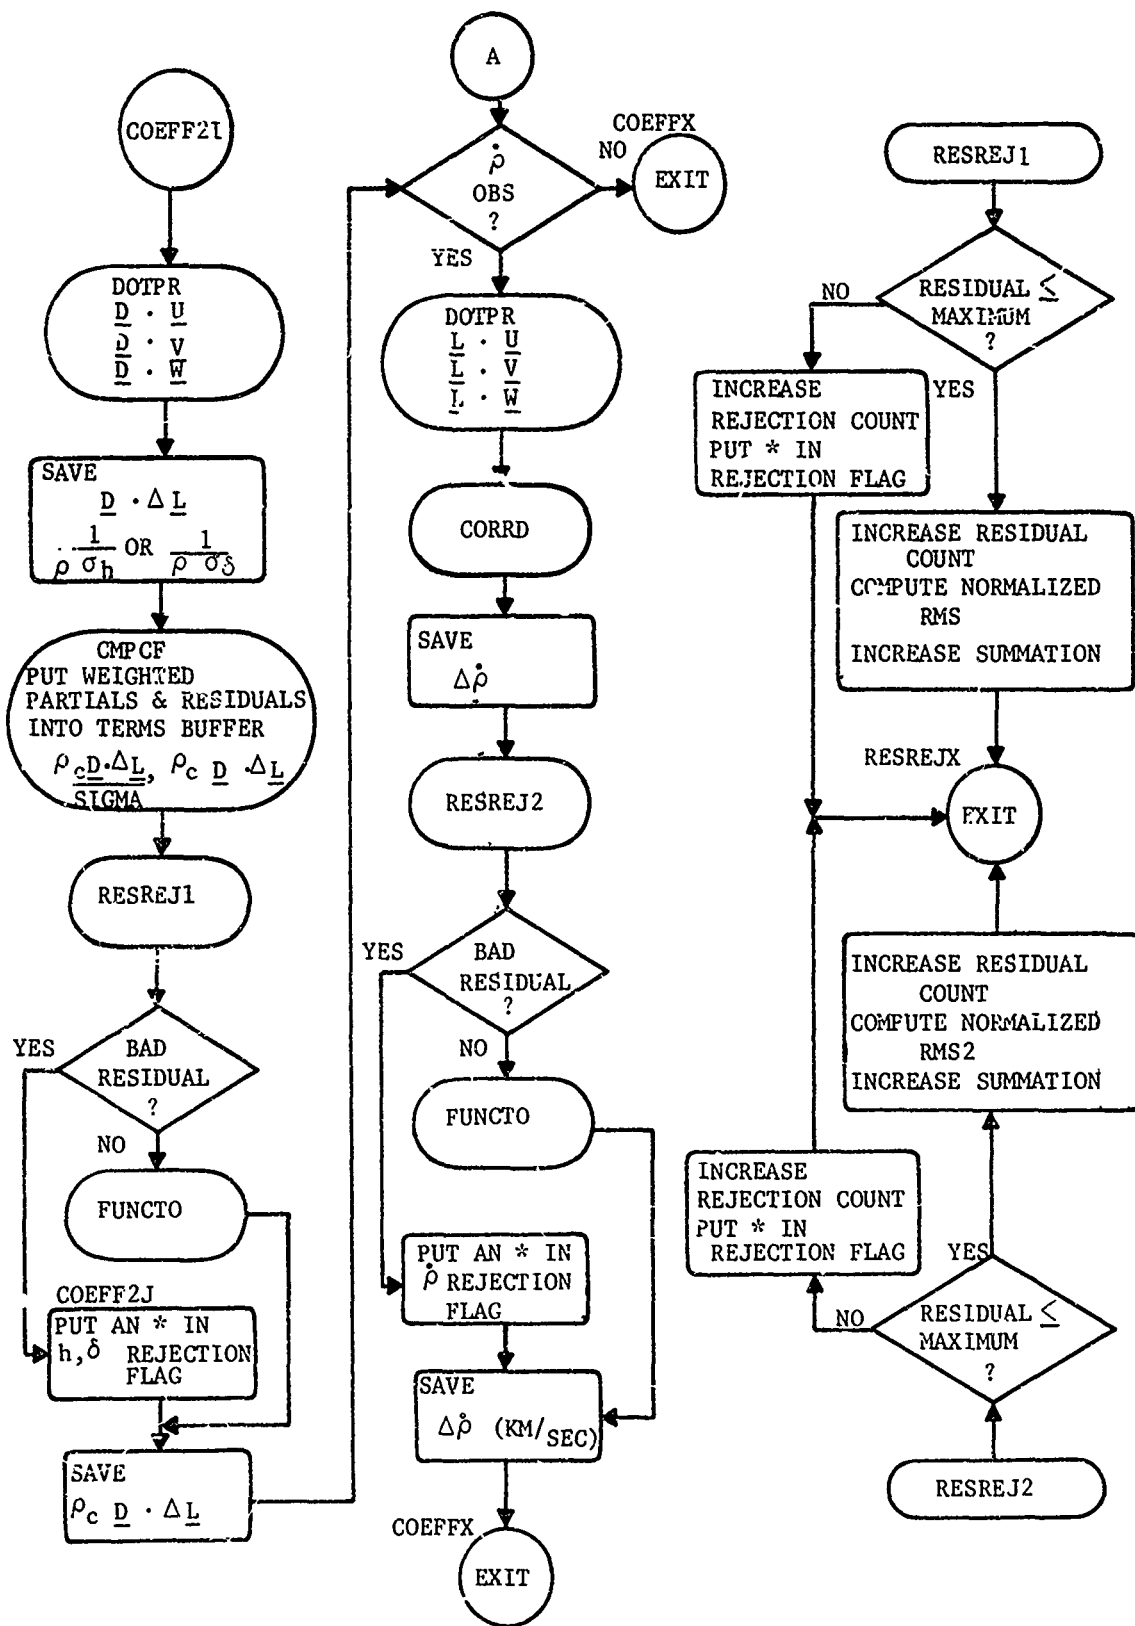 COEFF2I
DOTPR
D · U
D · V
D · W
SAVE
D · Δ L
1
ρ σh OR 1
ρ σδ
CMPCF
PUT WEIGHTED
PARTIALS & RESIDUALS
INTO TERMS BUFFER
ρc D·ΔL, ρc D · ΔL
SIGMA
RESREJ1
YES
BAD
RESIDUAL
?
NO
FUNCTO
COEFF2J
PUT AN * IN
h,δ REJECTION
FLAG
SAVE
ρc D · Δ L
A
ρ̇
OBS
?
NO
COEFFX
EXIT
YES
DOTPR
L · U
L · V
L · W
CORRD
SAVE
Δρ̇
RESREJ2
YES
BAD
RESIDUAL
?
NO
FUNCTO
PUT AN * IN
ρ̇ REJECTION
FLAG
SAVE
Δρ̇ (KM/SEC)
COEFFX
EXIT
RESREJ1
NO
RESIDUAL ≤
MAXIMUM
?
YES
INCREASE
REJECTION COUNT
PUT * IN
REJECTION FLAG
INCREASE RESIDUAL
COUNT
COMPUTE NORMALIZED
RMS
INCREASE SUMMATION
RESREJX
EXIT
INCREASE RESIDUAL
COUNT
COMPUTE NORMALIZED
RMS2
INCREASE SUMMATION
INCREASE
REJECTION COUNT
PUT * IN
REJECTION FLAG
YES
NO
RESIDUAL ≤
MAXIMUM
?
RESREJ2